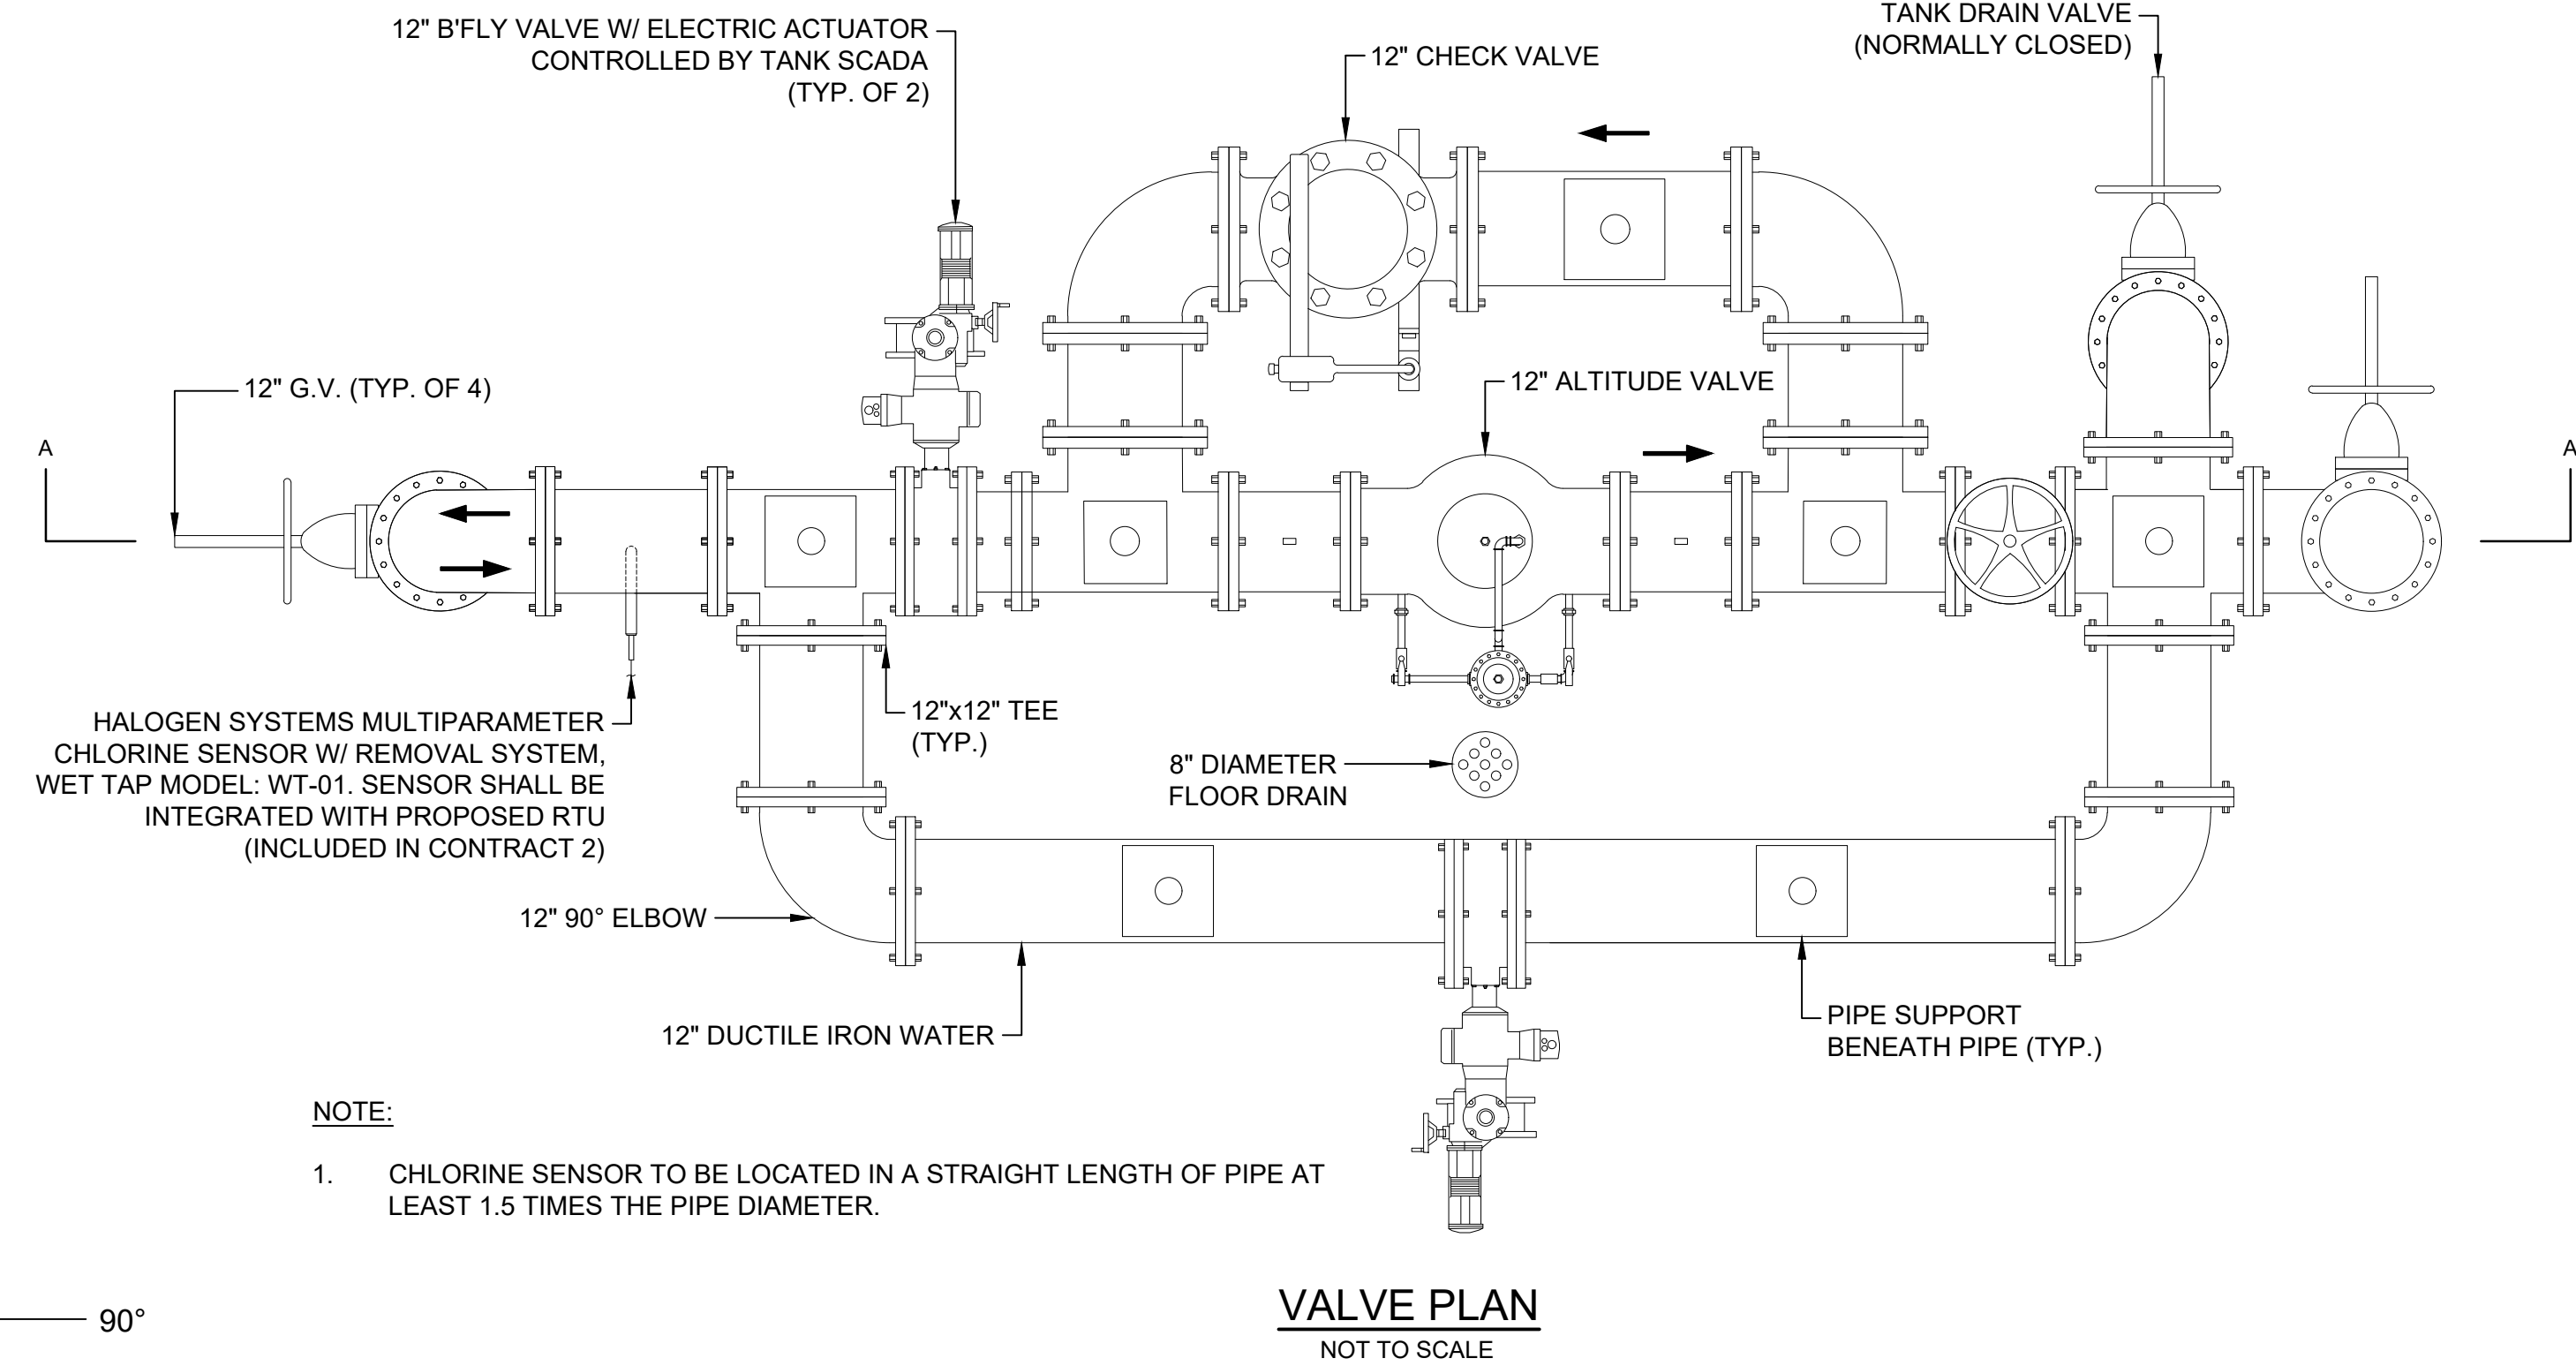 12" B'FLY VALVE W/ ELECTRIC ACTUATOR
CONTROLLED BY TANK SCADA
(TYP. OF 2)
12" CHECK VALVE
TANK DRAIN VALVE
(NORMALLY CLOSED)
12" G.V. (TYP. OF 4)
12" ALTITUDE VALVE
A
A
HALOGEN SYSTEMS MULTIPARAMETER
CHLORINE SENSOR W/ REMOVAL SYSTEM,
WET TAP MODEL: WT-01. SENSOR SHALL BE
INTEGRATED WITH PROPOSED RTU
(INCLUDED IN CONTRACT 2)
12"x12" TEE
(TYP.)
8" DIAMETER
FLOOR DRAIN
12" 90° ELBOW
12" DUCTILE IRON WATER
PIPE SUPPORT
BENEATH PIPE (TYP.)
NOTE:
1. CHLORINE SENSOR TO BE LOCATED IN A STRAIGHT LENGTH OF PIPE AT
LEAST 1.5 TIMES THE PIPE DIAMETER.
90°
VALVE PLAN
NOT TO SCALE